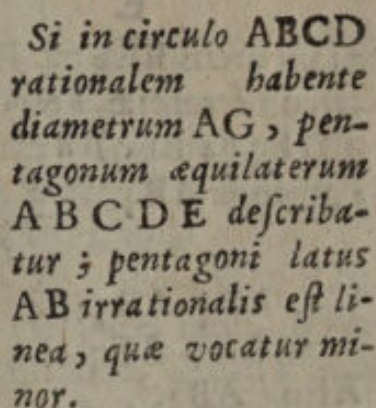 Si in circulo ABCD
rationalem habente
diametrum AG, pen-
tagonum æquilaterum
ABCDE deſcriba-
tur; pentagoni latus
AB irrationalis eſt li-
nea, quæ vocatur mi-
nor.